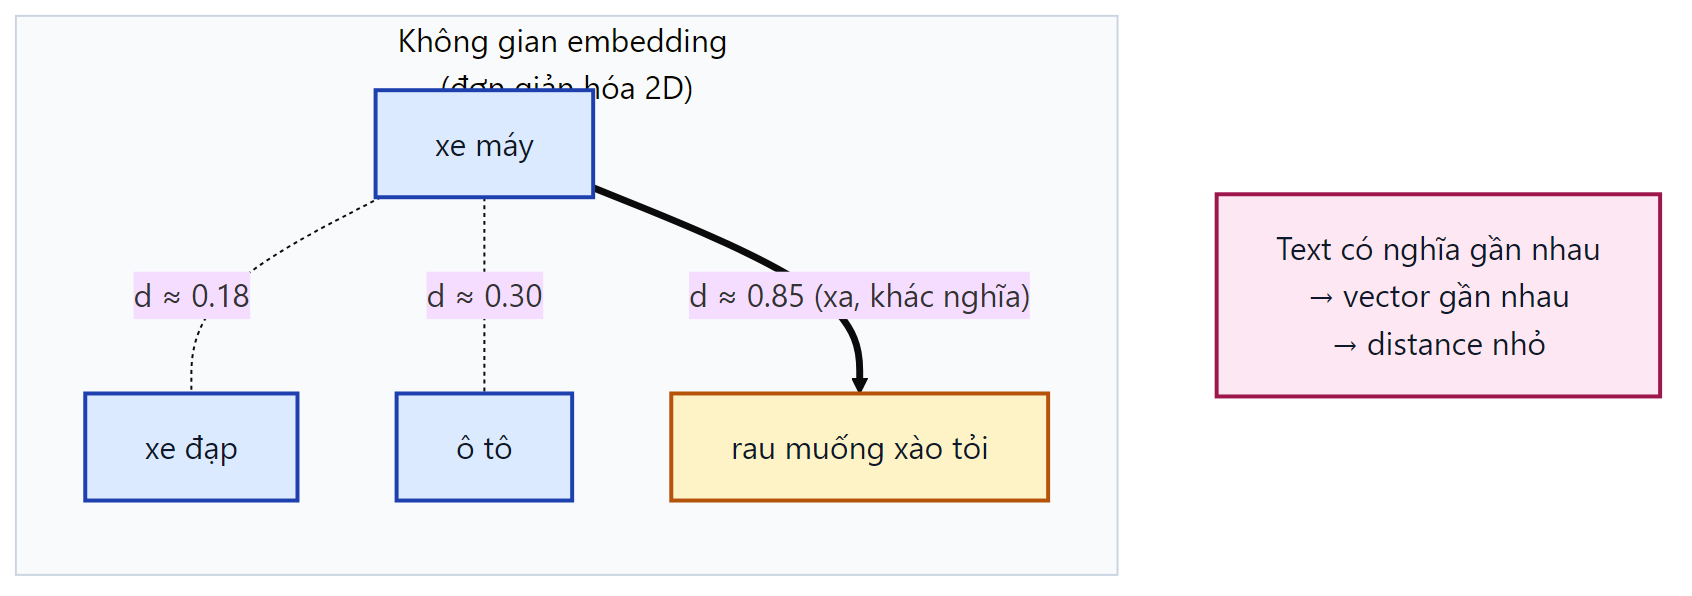 Không gian embedding
(đơn giản hóa 2D)
xe máy
d ≈ 0.18
d ≈ 0.30
d ≈ 0.85 (xa, khác nghĩa)
xe đạp
ô tô
rau muống xào tỏi
Text có nghĩa gần nhau
→ vector gần nhau
→ distance nhỏ